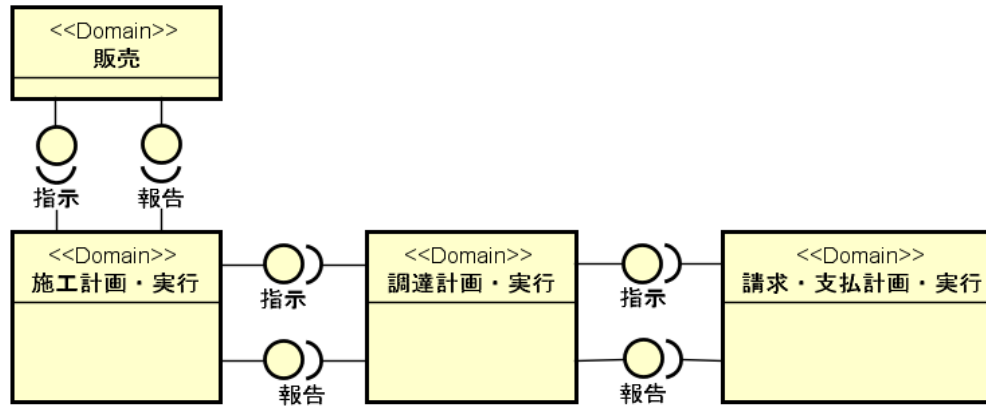 <<Domain>>
販売
指示
報告
<<Domain>>
施工計画・実行
指示
報告
<<Domain>>
調達計画・実行
指示
報告
<<Domain>>
請求・支払計画・実行